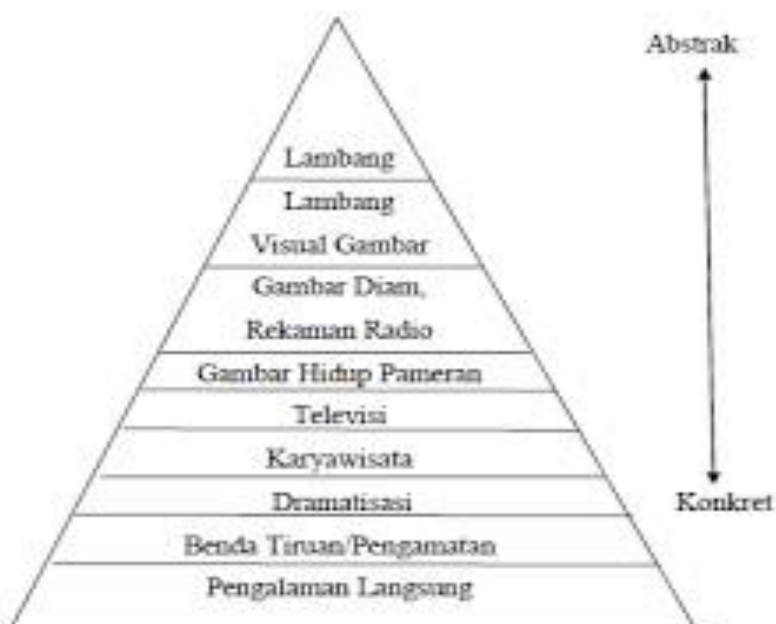 Abstrak
Lambang
Lambang
Visual Gambar
Gambar Diam,
Rekaman Radio
Gambar Hidup Pameran
Televisi
Karyawisata
Dramatisasi
Benda Tiruan/Pengamatan
Pengalaman Langsung
Konkret